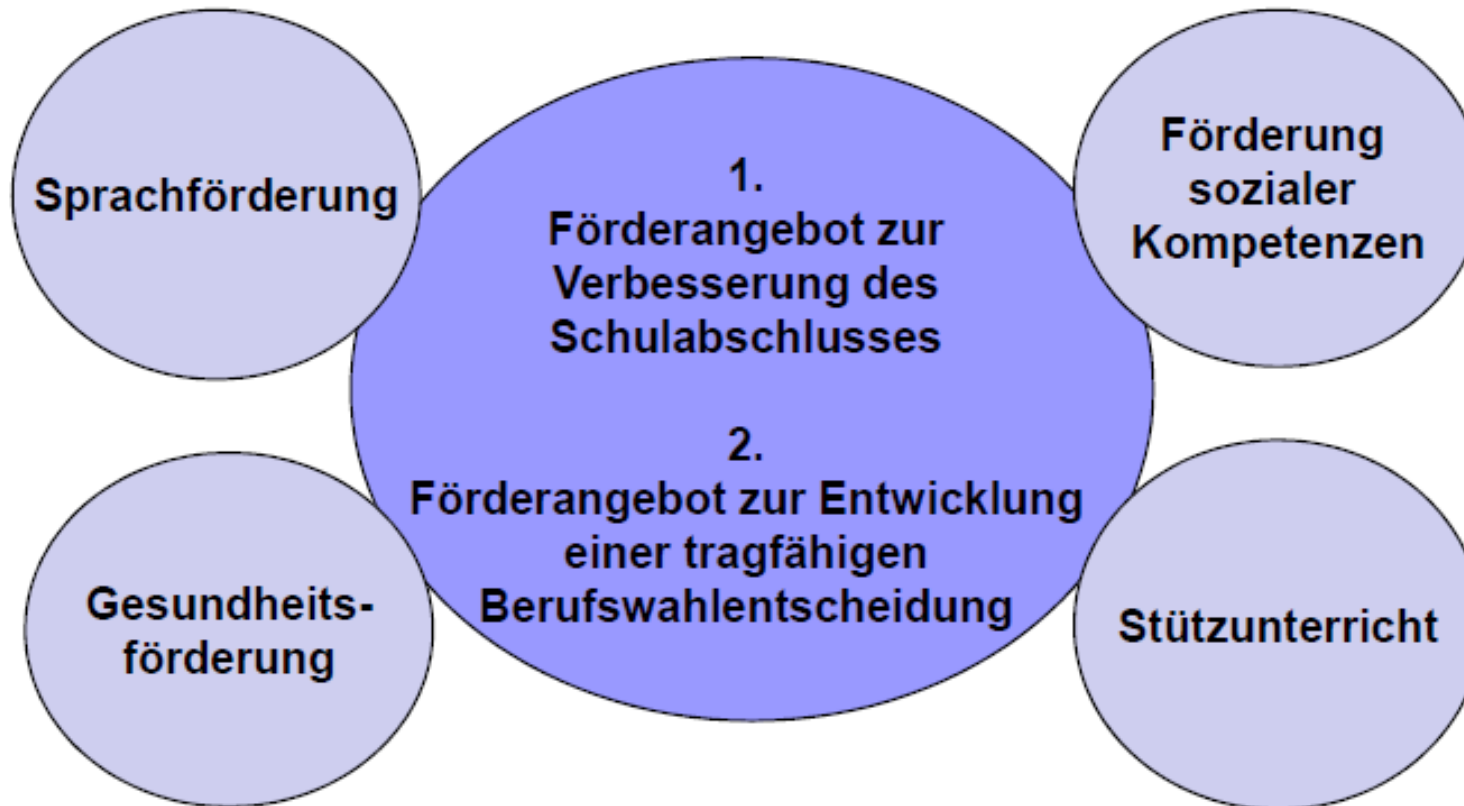 Sprachförderung
1.
Förderangebot zur
Verbesserung des
Schulabschlusses
2.
Förderangebot zur Entwicklung
einer tragfähigen
Berufswahlentscheidung
Förderung
sozialer
Kompetenzen
Gesundheits-
förderung
Stützunterricht